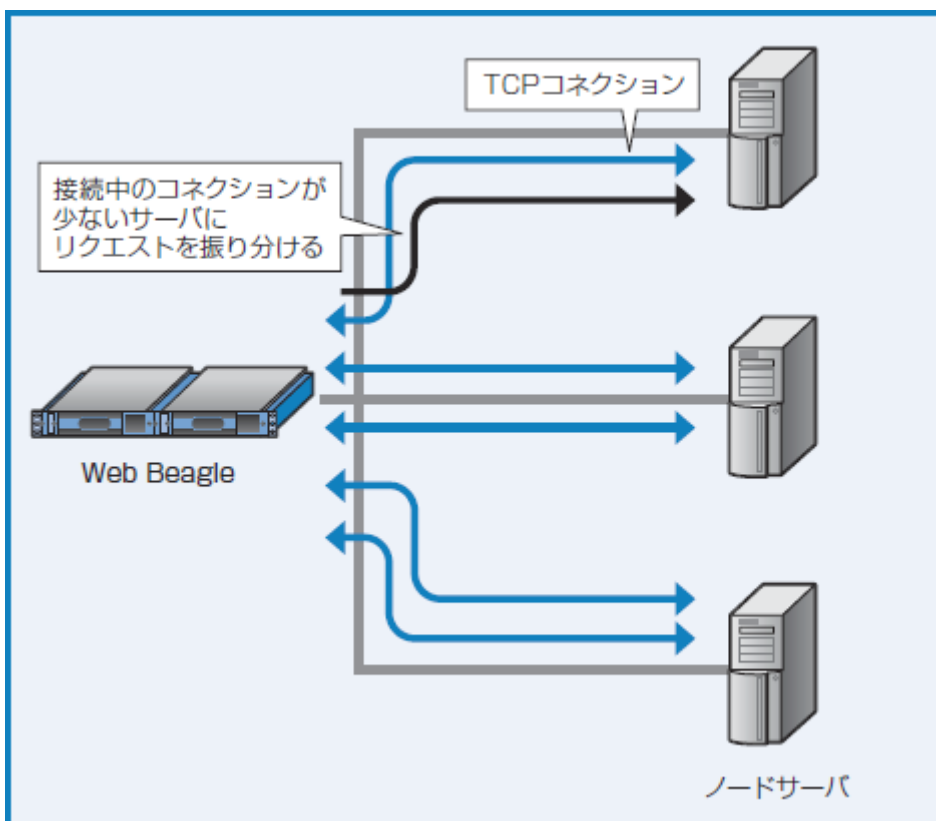 TCPコネクション
接続中のコネクションが
少ないサーバに
リクエストを振り分ける
Web Beagle
ノードサーバ